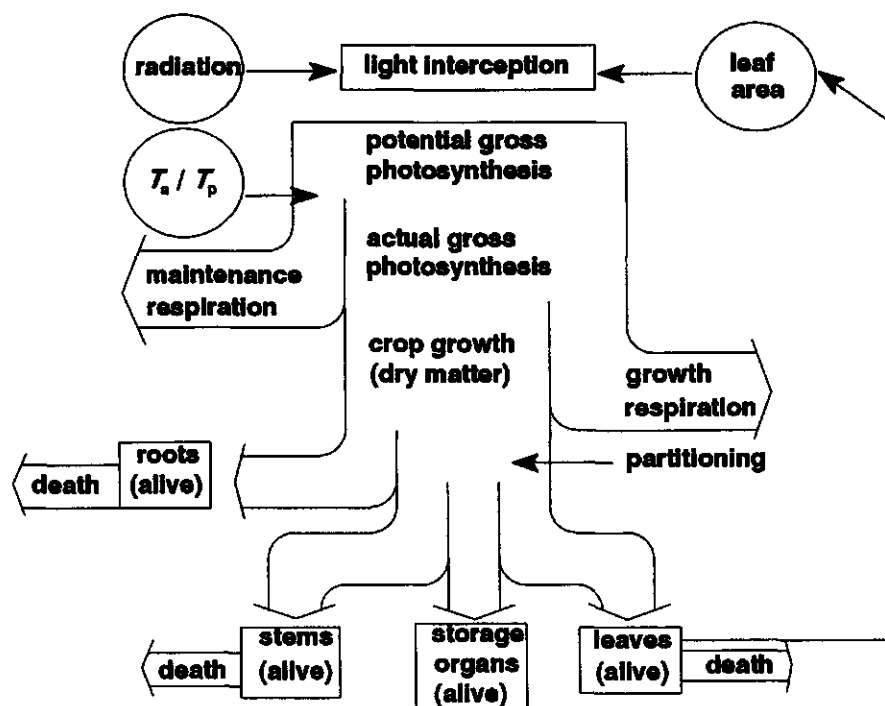 radiation
light interception
leaf
area
potential gross
photosynthesis
Ta / Tp
actual gross
photosynthesis
maintenance
respiration
crop growth
(dry matter)
growth
respiration
partitioning
roots
(alive)
death
stems
(alive)
death
storage
organs
(alive)
leaves
(alive)
death